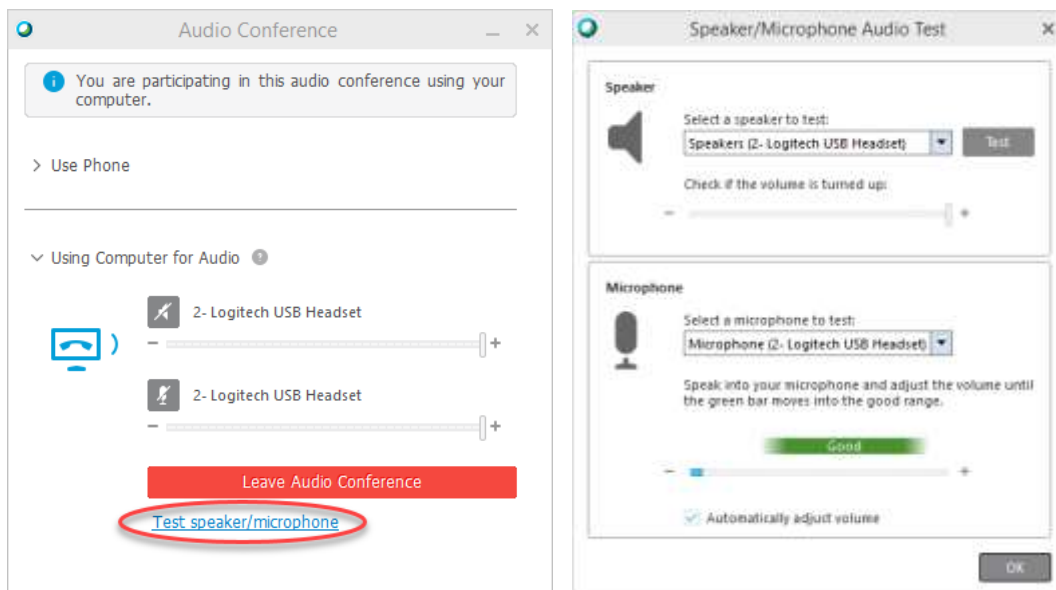 Audio Conference
You are participating in this audio conference using your
computer.
Use Phone
Using Computer for Audio
2- Logitech USB Headset
2- Logitech USB Headset
Leave Audio Conference
Test speaker/microphone
Speaker/Microphone Audio Test
Speaker
Select a speaker to test:
Speakers (2- Logitech USB Headset)
Test
Check if the volume is turned up:
Microphone
Select a microphone to test:
Microphone (2- Logitech USB Headset)
Speak into your microphone and adjust the volume until
the green bar moves into the good range.
Good
Automatically adjust volume
OK